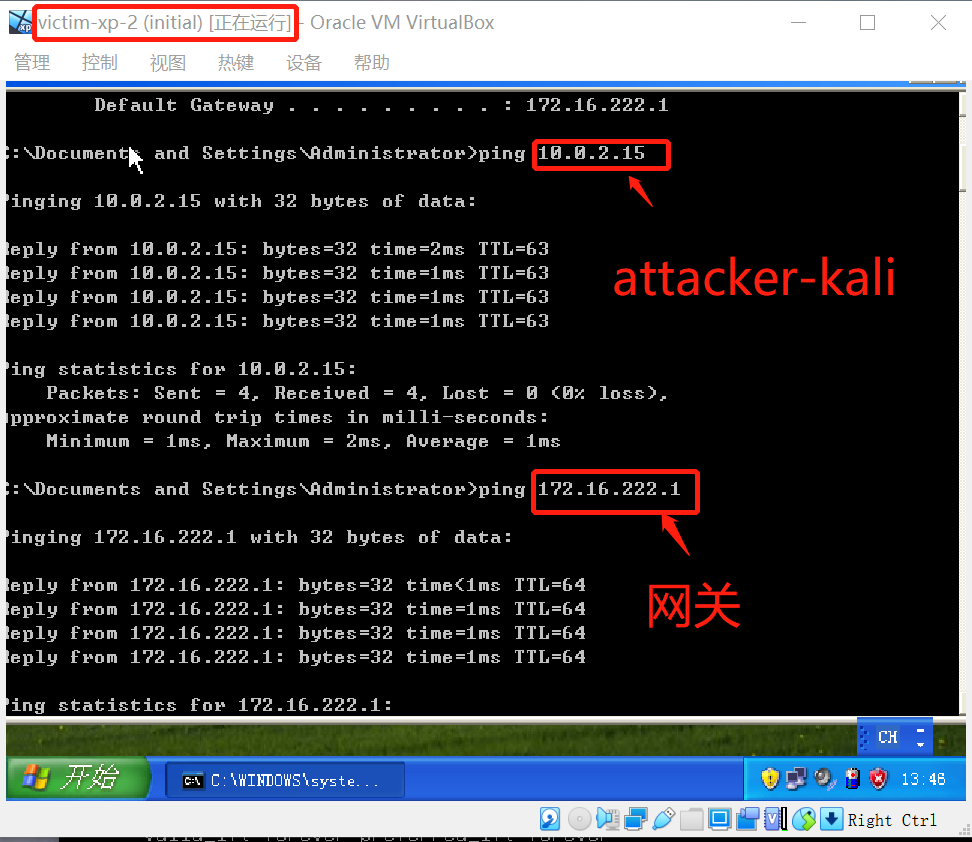 victim-xp-2 (initial) [正在运行] - Oracle VM VirtualBox
管理 控制 视图 热键 设备 帮助
Default Gateway . . . . . . . . . : 172.16.222.1
C:\Documents and Settings\Administrator>ping 10.0.2.15
Pinging 10.0.2.15 with 32 bytes of data:
Reply from 10.0.2.15: bytes=32 time=2ms TTL=63
Reply from 10.0.2.15: bytes=32 time=1ms TTL=63
attacker-kali
Reply from 10.0.2.15: bytes=32 time=1ms TTL=63
Reply from 10.0.2.15: bytes=32 time=1ms TTL=63
Ping statistics for 10.0.2.15:
Packets: Sent = 4, Received = 4, Lost = 0 (0% loss),
Approximate round trip times in milli-seconds:
Minimum = 1ms, Maximum = 2ms, Average = 1ms
C:\Documents and Settings\Administrator>ping 172.16.222.1
Pinging 172.16.222.1 with 32 bytes of data:
Reply from 172.16.222.1: bytes=32 time<1ms TTL=64
Reply from 172.16.222.1: bytes=32 time=1ms TTL=64
网关
Reply from 172.16.222.1: bytes=32 time=1ms TTL=64
Reply from 172.16.222.1: bytes=32 time=1ms TTL=64
Ping statistics for 172.16.222.1:
CH
开始 C:\WINDOWS\syste... 13:46
Right Ctrl